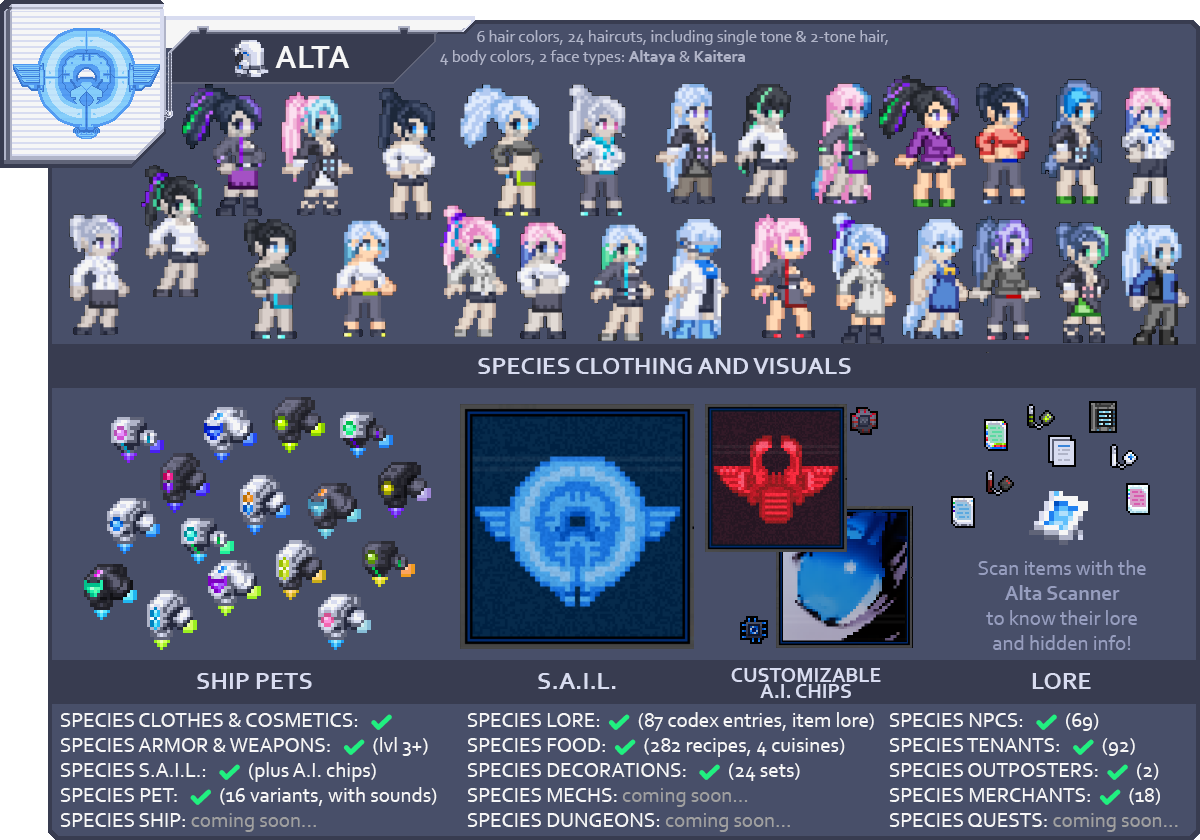 ALTA
6 hair colors, 24 haircuts, including single tone & 2-tone hair,
4 body colors, 2 face types: Altaya & Kaitera
SPECIES CLOTHING AND VISUALS
Scan items with the
Alta Scanner
to know their lore
and hidden info!
SHIP PETS
S.A.I.L.
CUSTOMIZABLE
A.I. CHIPS
LORE
SPECIES CLOTHES & COSMETICS: ✔
SPECIES ARMOR & WEAPONS: ✔ (lvl 3+)
SPECIES S.A.I.L.: ✔ (plus A.I. chips)
SPECIES PET: ✔ (16 variants, with sounds)
SPECIES SHIP: coming soon...
SPECIES LORE: ✔ (87 codex entries, item lore)
SPECIES FOOD: ✔ (282 recipes, 4 cuisines)
SPECIES DECORATIONS: ✔ (24 sets)
SPECIES MECHS: coming soon...
SPECIES DUNGEONS: coming soon...
SPECIES NPCS: ✔ (69)
SPECIES TENANTS: ✔ (92)
SPECIES OUTPOSTERS: ✔ (2)
SPECIES MERCHANTS: ✔ (18)
SPECIES QUESTS: coming soon...